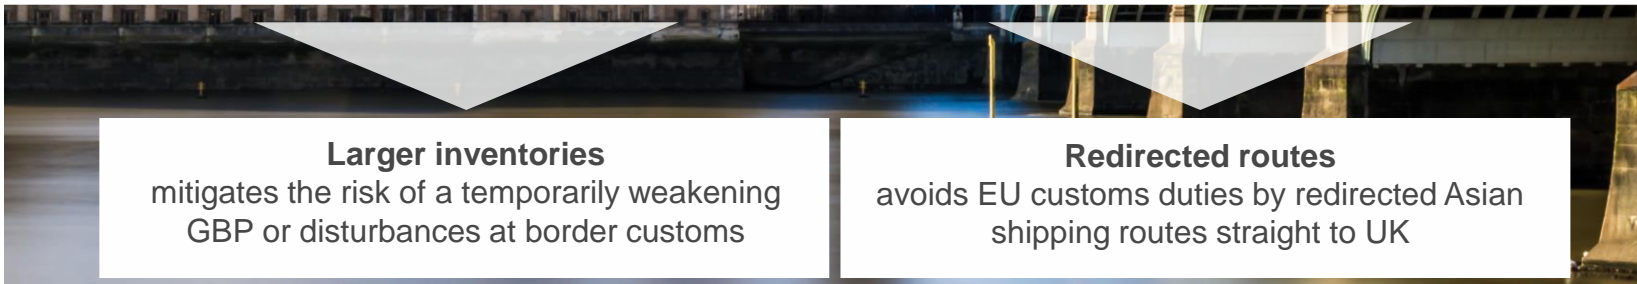 Larger inventories
mitigates the risk of a temporarily weakening
GBP or disturbances at border customs
Redirected routes
avoids EU customs duties by redirected Asian
shipping routes straight to UK